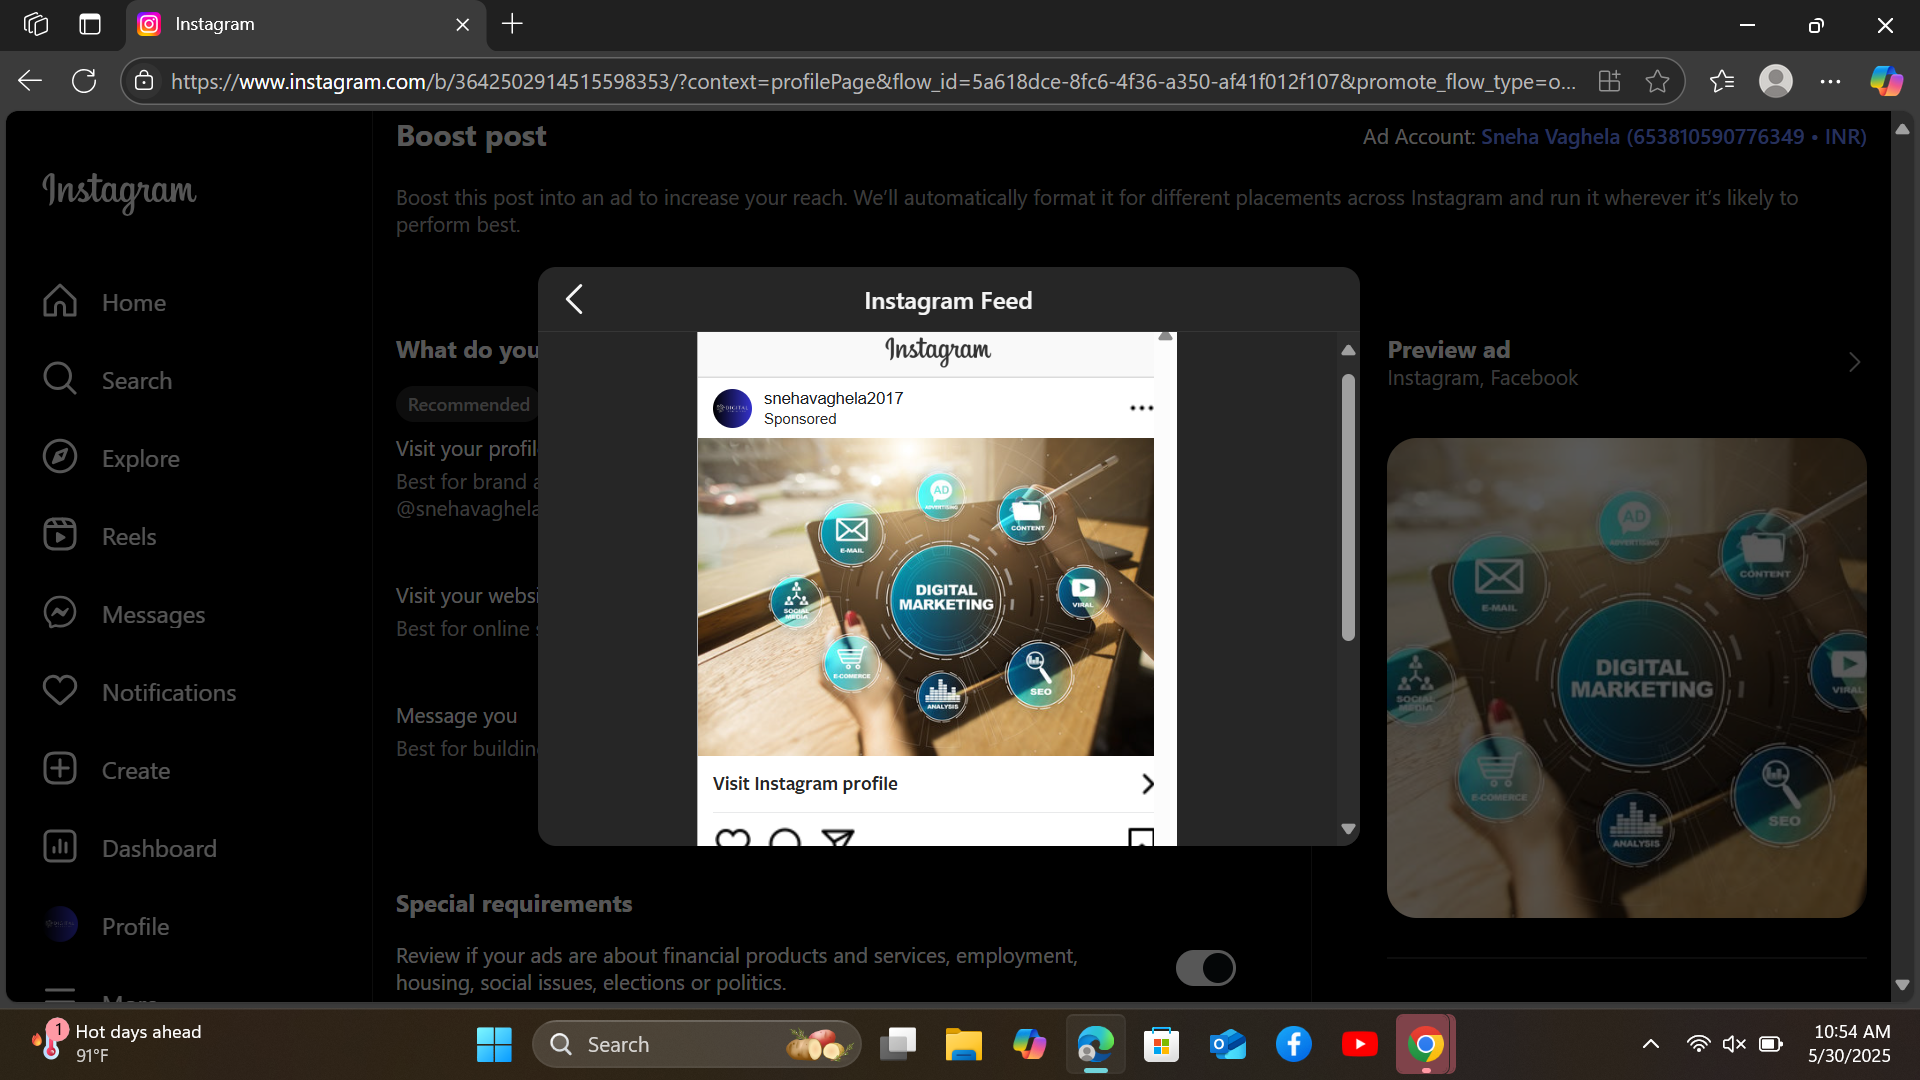 Instagram
https://www.instagram.com/b/3642502914515598353/?context=profilePage&flow_id=5a618dce-8fc6-4f36-a350-af41f012f107&promote_flow_type=o...
Instagram
Home
Search
Explore
Reels
Messages
Notifications
Create
Dashboard
Profile
More
Boost post
Ad Account: Sneha Vaghela (653810590776349 • INR)
Boost this post into an ad to increase your reach. We'll automatically format it for different placements across Instagram and run it wherever it's likely to
perform best.
What do you
Recommended
Visit your profil
Best for brand a
@snehavaghela
Visit your websi
Best for online s
Message you
Best for buildin
Special requirements
Review if your ads are about financial products and services, employment,
housing, social issues, elections or politics.
Instagram Feed
Instagram
snehavaghela2017
Sponsored
AD
ADVERTISING
E-MAIL
CONTENT
SOCIAL
MEDIA
DIGITAL
MARKETING
VIRAL
E-COMERCE
SEO
ANALYSIS
Visit Instagram profile
Preview ad
Instagram, Facebook
AD
ADVERTISING
E-MAIL
CONTENT
SOCIAL
MEDIA
DIGITAL
MARKETING
VIRAL
E-COMERCE
SEO
ANALYSIS
1
Hot days ahead
91°F
Search
10:54 AM
5/30/2025